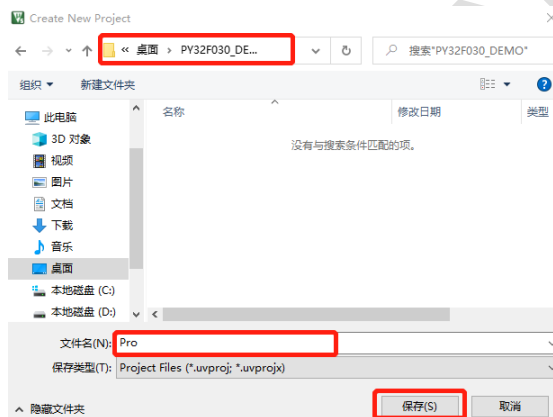 Create New Project
« 桌面 › PY32F030_DE...
搜索"PY32F030_DEMO"
组织 新建文件夹
名称 修改日期 类型
此电脑
3D 对象
视频
图片
文档
下载
音乐
桌面
本地磁盘 (C:)
本地磁盘 (D:)
没有与搜索条件匹配的项。
文件名(N): Pro
保存类型(T): Project Files (*.uvproj; *.uvprojx)
隐藏文件夹 保存(S) 取消